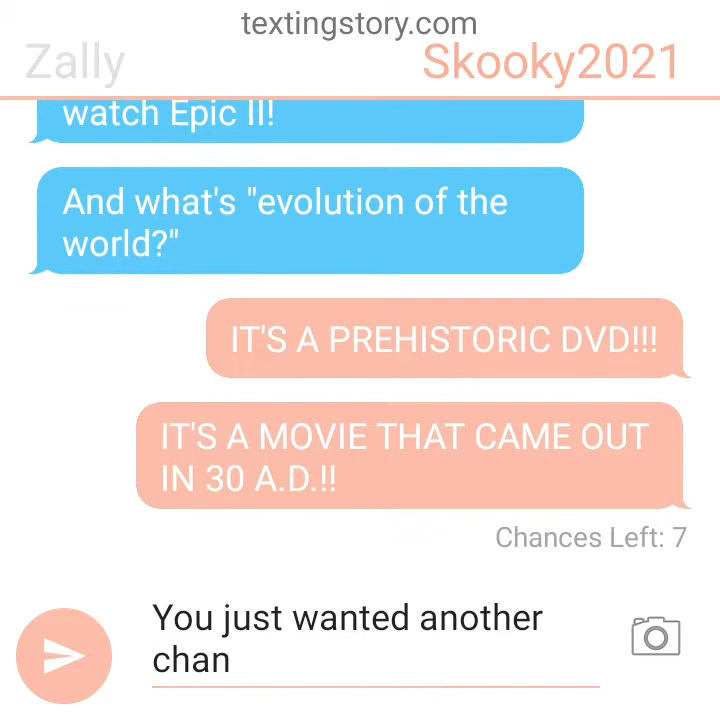 textingstory.com
Zally
Skooky2021
watch Epic II!
And what's "evolution of the
world?"
IT'S A PREHISTORIC DVD!!!
IT'S A MOVIE THAT CAME OUT
IN 30 A.D.!!
Chances Left: 7
You just wanted another
chan